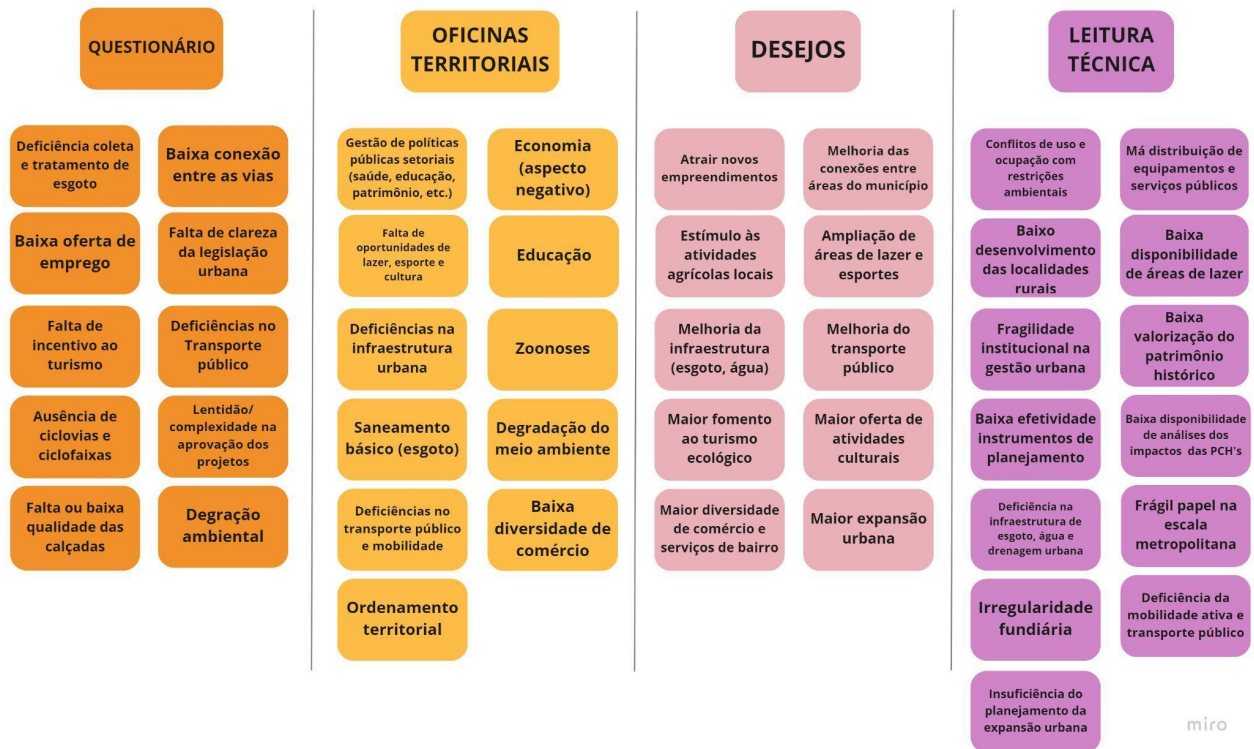 QUESTIONÁRIO
Deficiência coleta
e tratamento de
esgoto
Baixa conexão
entre as vias
Baixa oferta de
emprego
Falta de clareza
da legislação
urbana
Falta de
incentivo ao
turismo
Deficiências no
Transporte
público
Ausência de
ciclovias e
ciclofaixas
Lentidão/
complexidade na
aprovação dos
projetos
Falta ou baixa
qualidade das
calçadas
Degração
ambiental
OFICINAS
TERRITORIAIS
Gestão de políticas
públicas setoriais
(saúde, educação,
patrimônio, etc.)
Economia
(aspecto
negativo)
Falta de
oportunidades de
lazer, esporte e
cultura
Educação
Deficiências na
infraestrutura
urbana
Zoonoses
Saneamento
básico (esgoto)
Degradação do
meio ambiente
Deficiências no
transporte público
e mobilidade
Baixa
diversidade de
comércio
Ordenamento
territorial
DESEJOS
Atrair novos
empreendimentos
Melhoria das
conexões entre
áreas do município
Estímulo às
atividades
agrícolas locais
Ampliação de
áreas de lazer e
esportes
Melhoria da
infraestrutura
(esgoto, água)
Melhoria do
transporte
público
Maior fomento
ao turismo
ecológico
Maior oferta de
atividades
culturais
Maior diversidade
de comércio e
serviços de bairro
Maior expansão
urbana
LEITURA
TÉCNICA
Conflitos de uso e
ocupação com
restrições
ambientais
Má distribuição de
equipamentos e
serviços públicos
Baixo
desenvolvimento
das localidades
rurais
Baixa
disponibilidade
de áreas de lazer
Fragilidade
institucional na
gestão urbana
Baixa
valorização do
patrimônio
histórico
Baixa efetividade
instrumentos de
planejamento
Baixa disponibilidade
de análises dos
impactos das PCH's
Deficiência na
infraestrutura de
esgoto, água e
drenagem urbana
Frágil papel na
escala
metropolitana
Irregularidade
fundiária
Deficiência da
mobilidade ativa e
transporte público
Insuficiência do
planejamento da
expansão urbana
miro